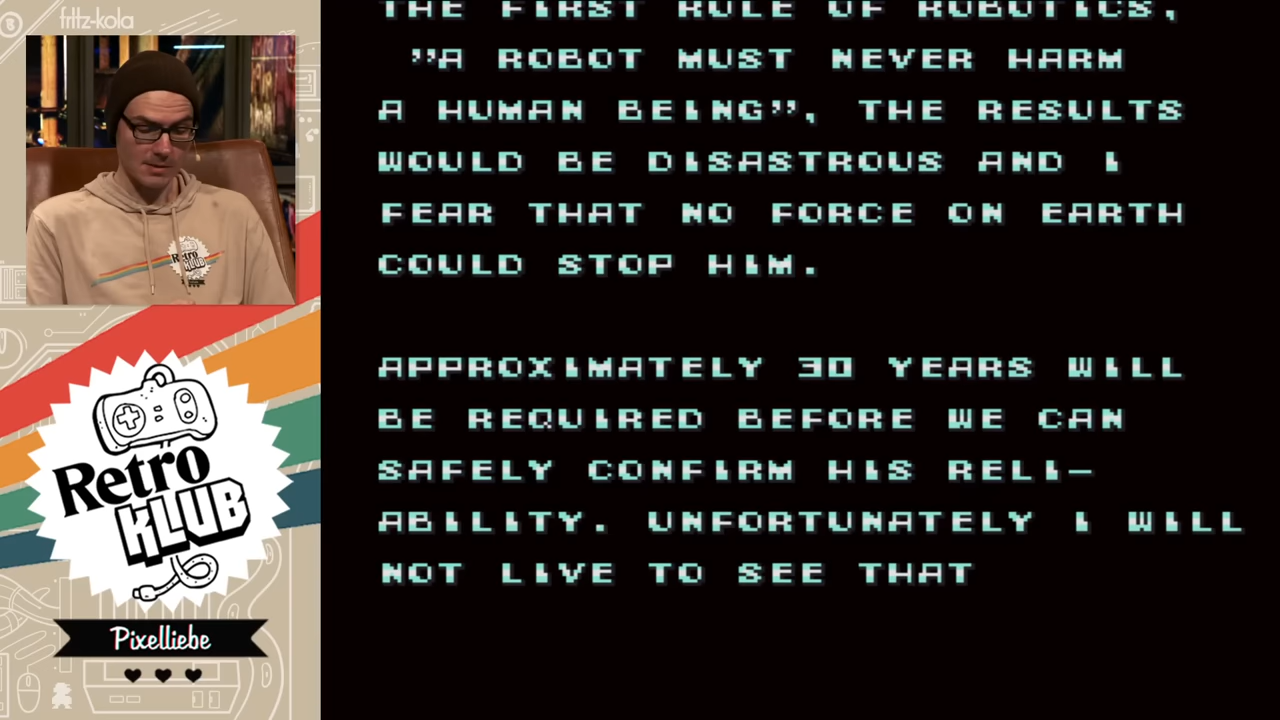 fritz-kola
THE FIRST RULE OF ROBOTICS,
”A ROBOT MUST NEVER HARM
A HUMAN BEING”, THE RESULTS
WOULD BE DISASTROUS AND I
FEAR THAT NO FORCE ON EARTH
COULD STOP HIM.
APPROXIMATELY 30 YEARS WILL
BE REQUIRED BEFORE WE CAN
SAFELY CONFIRM HIS RELI-
ABILITY. UNFORTUNATELY I WILL
NOT LIVE TO SEE THAT
Retro
KLUB
Retro
KLUB
Pixelliebe